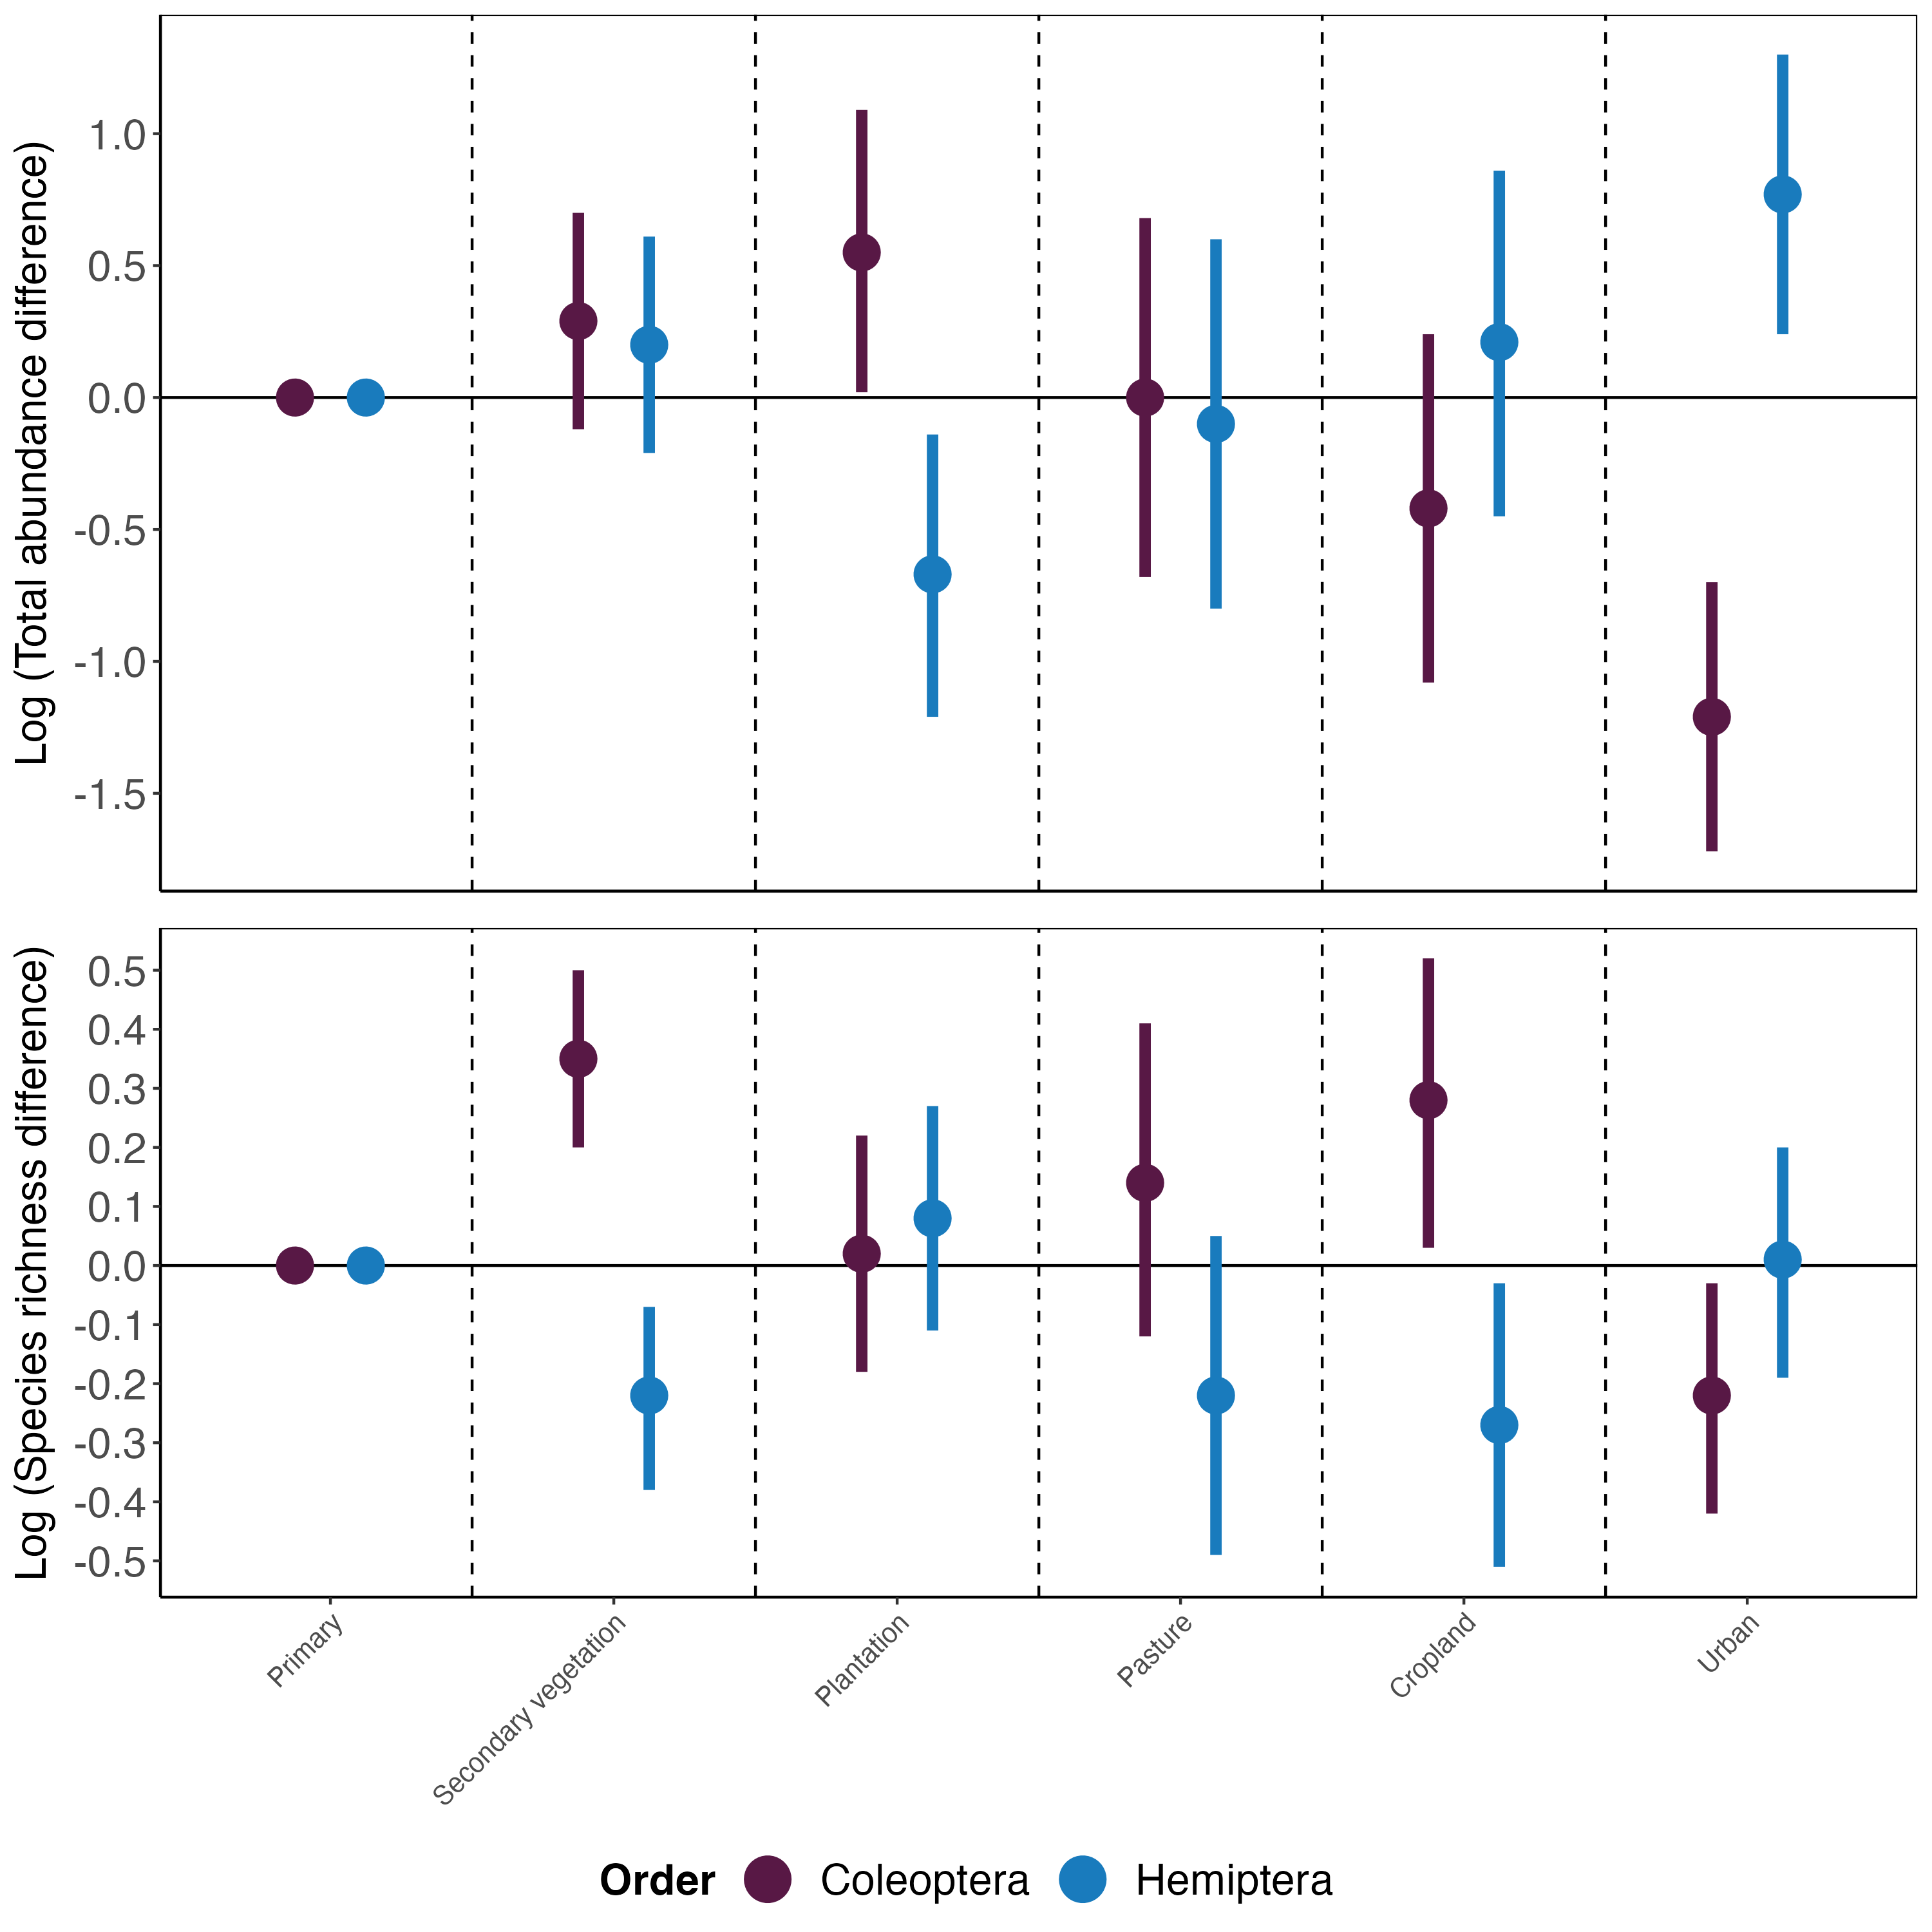 Log (Total abundance difference)
1.0
0.5
0.0
-0.5
-1.0
-1.5
Log (Species richness difference)
0.5
0.4
0.3
0.2
0.1
0.0
-0.1
-0.2
-0.3
-0.4
-0.5
Primary
Secondary vegetation
Plantation
Pasture
Cropland
Urban
Order Coleoptera Hemiptera